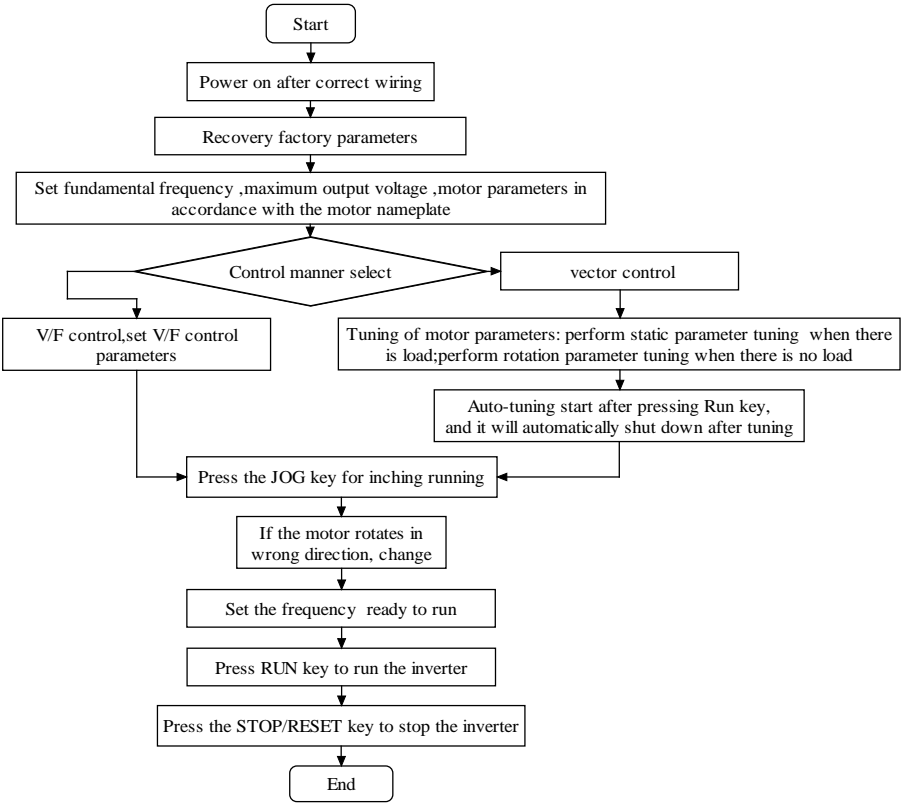 Start
Power on after correct wiring
Recovery factory parameters
Set fundamental frequency ,maximum output voltage ,motor parameters in
accordance with the motor nameplate
Control manner select
vector control
V/F control,set V/F control
parameters
Tuning of motor parameters: perform static parameter tuning  when there
is load;perform rotation parameter tuning when there is no load
Auto-tuning start after pressing Run key,
and it will automatically shut down after tuning
Press the JOG key for inching running
If the motor rotates in
wrong direction, change
Set the frequency  ready to run
Press RUN key to run the inverter
Press the STOP/RESET key to stop the inverter
End